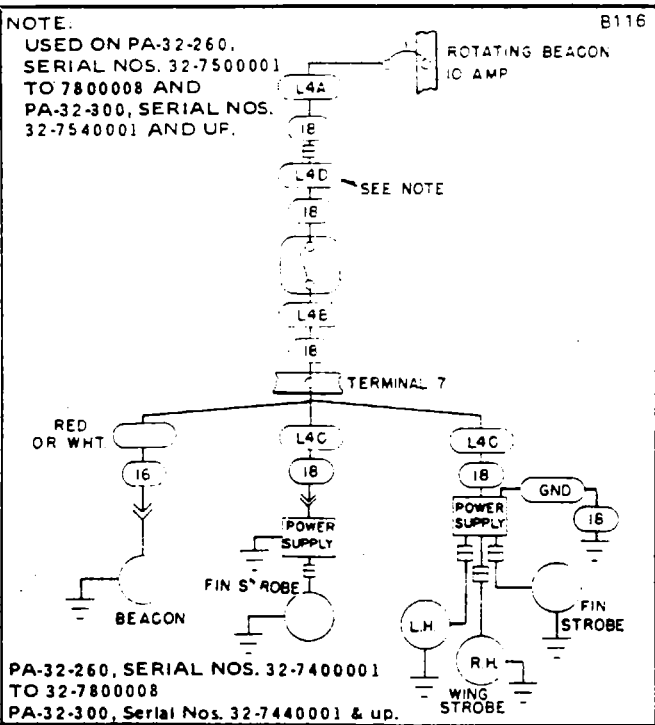 NOTE:
USED ON PA-32-260,
SERIAL NOS. 32-7500001
TO 7800008 AND
PA-32-300, SERIAL NOS.
32-7540001 AND UP.
B116
ROTATING BEACON
10 AMP
L4A
18
L4D
SEE NOTE
18
L4B
18
TERMINAL 7
RED
OR WHT.
16
BEACON
L4C
18
POWER
SUPPLY
FIN STROBE
L4C
18
POWER
SUPPLY
GND
18
L.H.
R.H.
WING
STROBE
FIN
STROBE
PA-32-260, SERIAL NOS. 32-7400001
TO 32-7800008
PA-32-300, Serial Nos. 32-7440001 & up.